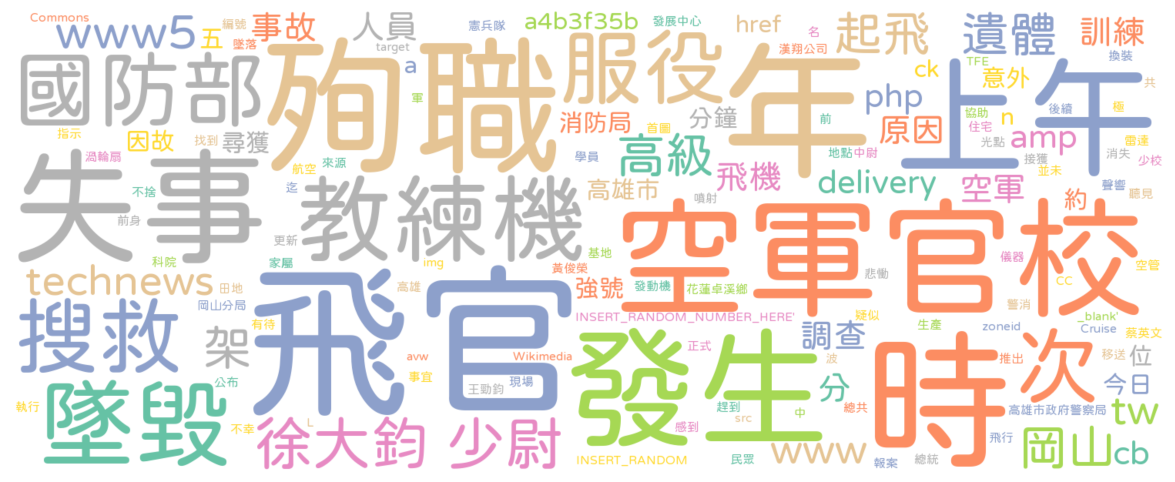 Commons
www5
五
編號
墜落
事故
人員
target
憲兵隊
a
軍
a4b3f35b
發展中心
href
名
漢翔公司
起飛
遺體
訓練
換裝
TFE
共
國防部
殉職
服役
年
ck
意外
上午
php
n
後續
極
協助
住宅
消防局
首圖
分鐘
前
原因
amp
光點
雷達
指示
因故
找到
尋獲
渦輪扇
航空
來源
學員
高級
飛機
地點
中尉
接獲
並未
消失
少校
不捨
迄
高雄市
噴射
delivery
空軍
約
聲響
聽見
失事
前身
教練機
更新
科院
家屬
img
基地
黃俊榮
空軍官校
儀器
空管
technews
田地
岡山分局
高雄
強號
發動機
花蓮卓溪鄉
悲慟
CC
警消
搜救
有待
飛官
INSERT_RANDOM_NUMBER_HERE'
調查
疑似
生產
zoneid
_blank'
Cruise
蔡英文
架
avw
Wikimedia
發生
正式
波
時
推出
次
移送
位
公布
事宜
王勁鈞
現場
分
今日
墜毀
執行
不幸
L
徐大鈞
少尉
趕到
src
中
總共
感到
高雄市政府警察局
tw
飛行
岡山
cb
INSERT_RANDOM
民眾
www
報案
總統